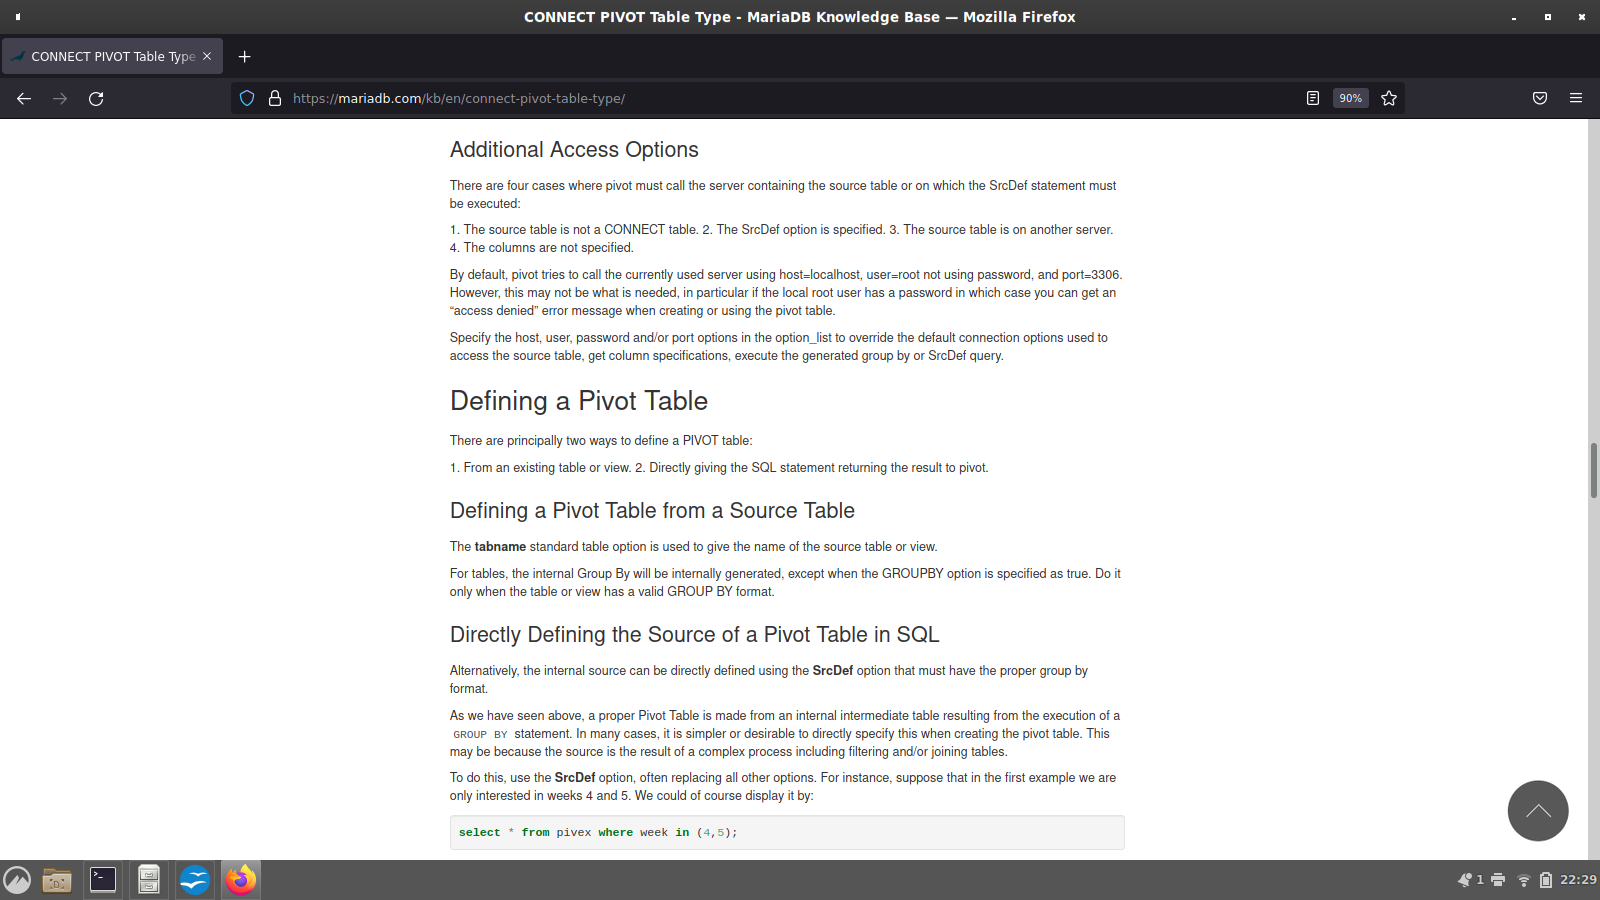 CONNECT PIVOT Table Type - MariaDB Knowledge Base — Mozilla Firefox
CONNECT PIVOT Table Type
https://mariadb.com/kb/en/connect-pivot-table-type/
90%
Additional Access Options
There are four cases where pivot must call the server containing the source table or on which the SrcDef statement must
be executed:
1. The source table is not a CONNECT table. 2. The SrcDef option is specified. 3. The source table is on another server.
4. The columns are not specified.
By default, pivot tries to call the currently used server using host=localhost, user=root not using password, and port=3306.
However, this may not be what is needed, in particular if the local root user has a password in which case you can get an
“access denied” error message when creating or using the pivot table.
Specify the host, user, password and/or port options in the option_list to override the default connection options used to
access the source table, get column specifications, execute the generated group by or SrcDef query.
Defining a Pivot Table
There are principally two ways to define a PIVOT table:
1. From an existing table or view. 2. Directly giving the SQL statement returning the result to pivot.
Defining a Pivot Table from a Source Table
The tabname standard table option is used to give the name of the source table or view.
For tables, the internal Group By will be internally generated, except when the GROUPBY option is specified as true. Do it
only when the table or view has a valid GROUP BY format.
Directly Defining the Source of a Pivot Table in SQL
Alternatively, the internal source can be directly defined using the SrcDef option that must have the proper group by
format.
As we have seen above, a proper Pivot Table is made from an internal intermediate table resulting from the execution of a
GROUP BY statement. In many cases, it is simpler or desirable to directly specify this when creating the pivot table. This
may be because the source is the result of a complex process including filtering and/or joining tables.
To do this, use the SrcDef option, often replacing all other options. For instance, suppose that in the first example we are
only interested in weeks 4 and 5. We could of course display it by:
select * from pivex where week in (4,5);
1
22:29